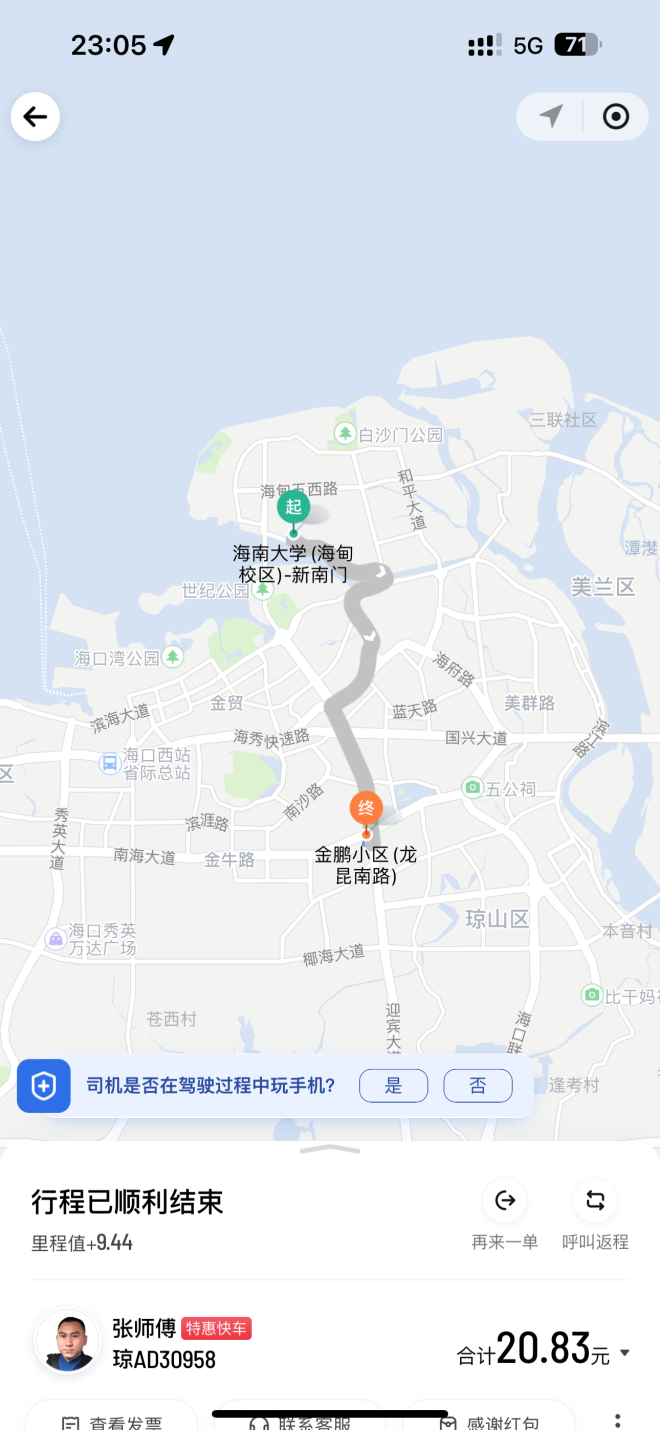 23:05
5G
71
三联社区
白沙门公园
海甸五西路
和平大道
起
海南大学(海甸
校区)-新南门
潭漤
美兰区
世纪公园
海口湾公园
海府路
金贸
蓝天路
美群路
滨海大道
海秀快速路
国兴大道
滨江路
海口西站
省际总站
区
五公祠
南沙路
终
秀英大道
滨涯路
南海大道
金牛路
金鹏小区(龙
昆南路)
琼山区
海口秀英
万达广场
本音村
椰海大道
比干妈
苍西村
迎宾大
海口联
司机是否在驾驶过程中玩手机?
是
否
逢考村
行程已顺利结束
里程值+9.44
再来一单
呼叫返程
张师傅 特惠快车
琼AD30958
合计20.83元
查看发票
联系客服
感谢红包